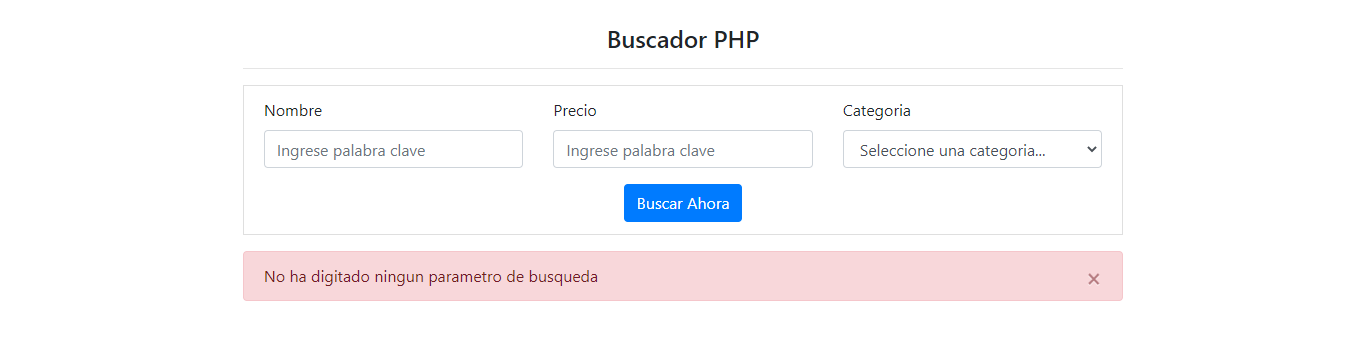 Buscador PHP
Nombre Precio Categoria
Ingrese palabra clave Ingrese palabra clave Seleccione una categoria...
Buscar Ahora
No ha digitado ningun parametro de busqueda ×